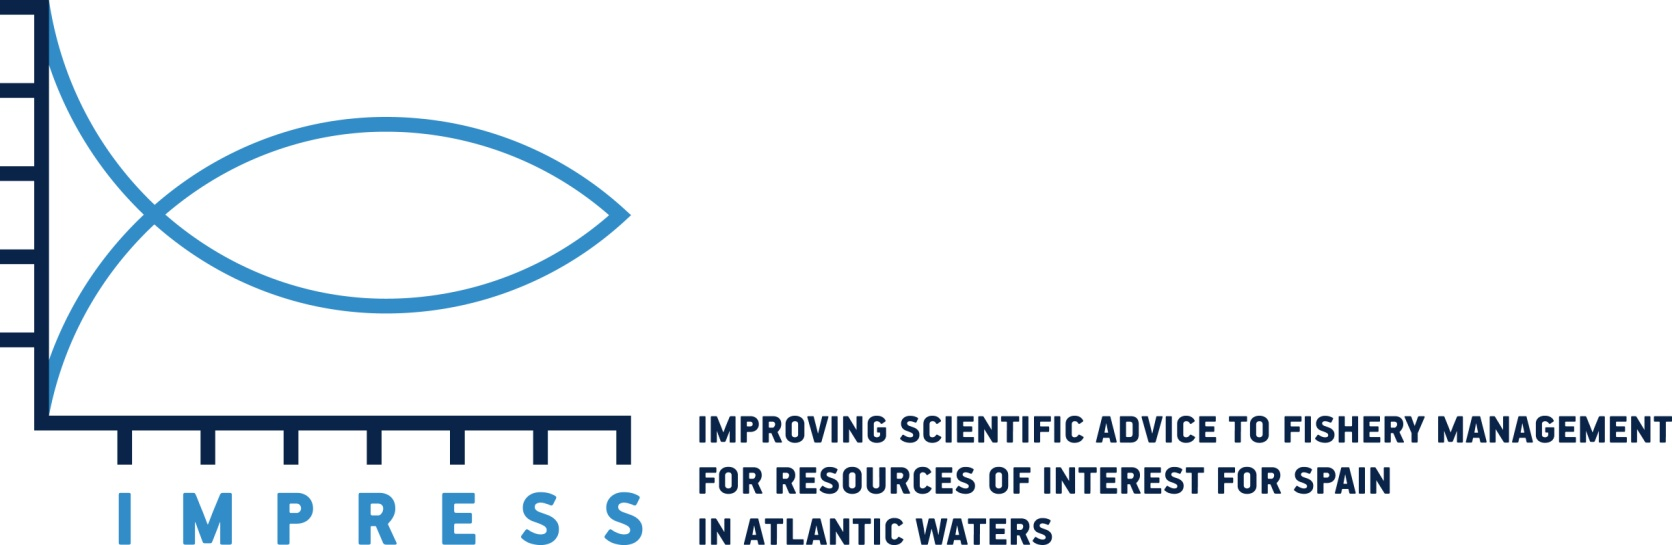 IMPRESS
IMPROVING SCIENTIFIC ADVICE TO FISHERY MANAGEMENT
FOR RESOURCES OF INTEREST FOR SPAIN
IN ATLANTIC WATERS